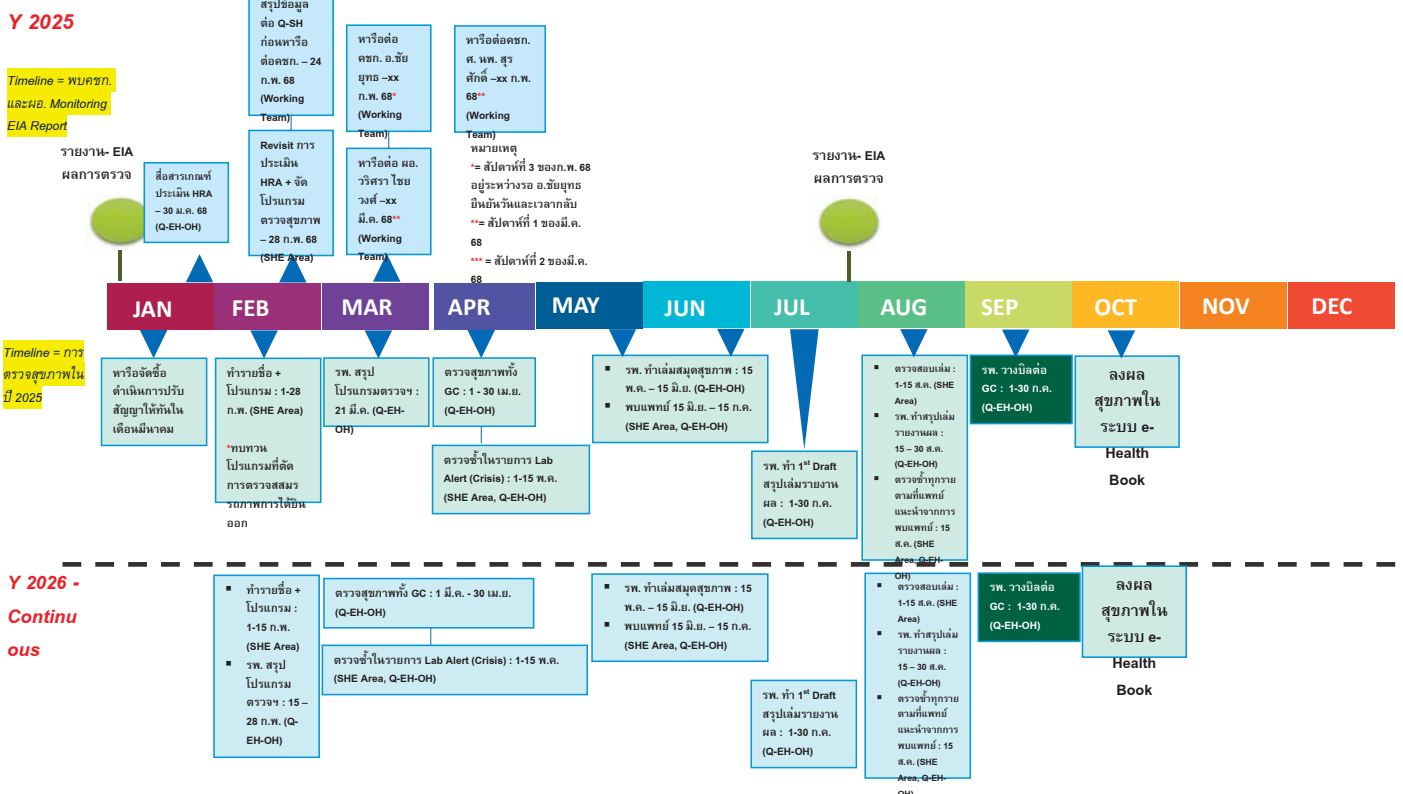 Y 2025
Timeline = พบคชก.
และผอ. Monitoring
EIA Report
รายงาน- EIA
ผลการตรวจ
สื่อสารเกณฑ์
ประเมิน HRA
– 30 ม.ค. 68
(Q-EH-OH)
สรุปข้อมูล
ต่อ Q-SH
ก่อนหารือ
ต่อคชก. – 24
ก.พ. 68
(Working
Team)
Revisit การ
ประเมิน
HRA + จัด
โปรแกรม
ตรวจสุขภาพ
– 28 ก.พ. 68
(SHE Area)
หารือต่อ
คชก. อ.ชัย
ยุทธ –xx
ก.พ. 68*
(Working
Team)
หารือต่อ ผอ.
วริศรา ไชย
วงศ์ –xx
มี.ค. 68**
(Working
Team)
หารือต่อคชก.
ศ. นพ. สุร
ศักดิ์ –xx ก.พ.
68**
(Working
Team)
หมายเหตุ
*= สัปดาห์ที่ 3 ของก.พ. 68
อยู่ระหว่างรอ อ.ชัยยุทธ
ยืนยันวันและเวลากลับ
**= สัปดาห์ที่ 1 ของมี.ค.
68
*** = สัปดาห์ที่ 2 ของมี.ค.
68
รายงาน- EIA
ผลการตรวจ
JAN FEB MAR APR MAY JUN JUL AUG SEP OCT NOV DEC
Timeline = การ
ตรวจสุขภาพใน
ปี 2025
หารือจัดซื้อ
ดำเนินการปรับ
สัญญาให้ทันใน
เดือนมีนาคม
ทำรายชื่อ +
โปรแกรม : 1-28
ก.พ. (SHE Area)
*ทบทวน
โปรแกรมที่ตัด
การตรวจสสมร
รถภาพการได้ยิน
ออก
รพ. สรุป
โปรแกรมตรวจฯ :
21 มี.ค. (Q-EH-
OH)
ตรวจสุขภาพทั้ง
GC : 1 - 30 เม.ย.
(Q-EH-OH)
ตรวจซ้ำในรายการ Lab
Alert (Crisis) : 1-15 พ.ค.
(SHE Area, Q-EH-OH)
▪ รพ. ทำเล่มสมุดสุขภาพ : 15
พ.ค. – 15 มิ.ย. (Q-EH-OH)
▪ พบแพทย์ 15 มิ.ย. – 15 ก.ค.
(SHE Area, Q-EH-OH)
รพ. ทำ 1st Draft
สรุปเล่มรายงาน
ผล : 1-30 ก.ค.
(Q-EH-OH)
▪ ตรวจสอบเล่ม :
1-15 ส.ค. (SHE
Area)
▪ รพ. ทำสรุปเล่ม
รายงานผล :
15 – 30 ส.ค.
(Q-EH-OH)
▪ ตรวจซ้ำทุกราย
ตามที่แพทย์
แนะนำจากการ
พบแพทย์ : 15
ส.ค. (SHE
Area, Q-EH-
OH)
รพ. วางบิลต่อ
GC : 1-30 ก.ค.
(Q-EH-OH)
ลงผล
สุขภาพใน
ระบบ e-
Health
Book
Y 2026 -
Continu
ous
▪ ทำรายชื่อ +
โปรแกรม :
1-15 ก.พ.
(SHE Area)
▪ รพ. สรุป
โปรแกรม
ตรวจฯ : 15 –
28 ก.พ. (Q-
EH-OH)
ตรวจสุขภาพทั้ง GC : 1 มี.ค. - 30 เม.ย.
(Q-EH-OH)
ตรวจซ้ำในรายการ Lab Alert (Crisis) : 1-15 พ.ค.
(SHE Area, Q-EH-OH)
▪ รพ. ทำเล่มสมุดสุขภาพ : 15
พ.ค. – 15 มิ.ย. (Q-EH-OH)
▪ พบแพทย์ 15 มิ.ย. – 15 ก.ค.
(SHE Area, Q-EH-OH)
รพ. ทำ 1st Draft
สรุปเล่มรายงาน
ผล : 1-30 ก.ค.
(Q-EH-OH)
▪ ตรวจสอบเล่ม :
1-15 ส.ค. (SHE
Area)
▪ รพ. ทำสรุปเล่ม
รายงานผล :
15 – 30 ส.ค.
(Q-EH-OH)
▪ ตรวจซ้ำทุกราย
ตามที่แพทย์
แนะนำจากการ
พบแพทย์ : 15
ส.ค. (SHE
Area, Q-EH-
OH)
รพ. วางบิลต่อ
GC : 1-30 ก.ค.
(Q-EH-OH)
ลงผล
สุขภาพใน
ระบบ e-
Health
Book